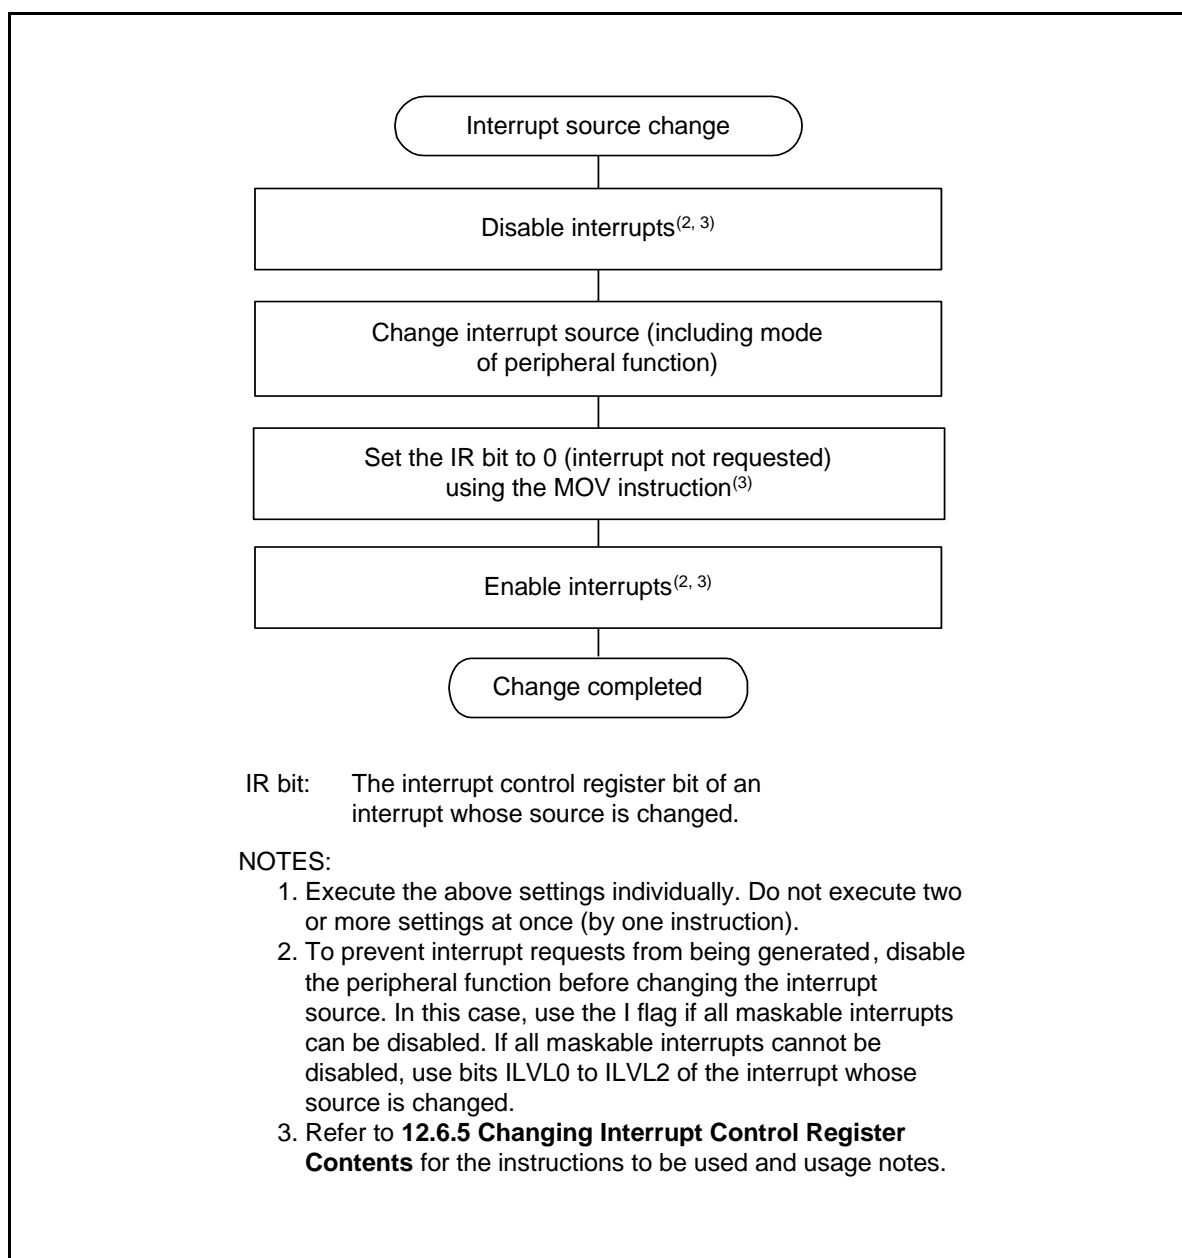 Interrupt source change
Disable interrupts(2, 3)
Change interrupt source (including mode
of peripheral function)
Set the IR bit to 0 (interrupt not requested)
using the MOV instruction(3)
Enable interrupts(2, 3)
Change completed
IR bit: The interrupt control register bit of an
interrupt whose source is changed.
NOTES:
1. Execute the above settings individually. Do not execute two
or more settings at once (by one instruction).
2. To prevent interrupt requests from being generated, disable
the peripheral function before changing the interrupt
source. In this case, use the I flag if all maskable interrupts
can be disabled. If all maskable interrupts cannot be
disabled, use bits ILVL0 to ILVL2 of the interrupt whose
source is changed.
3. Refer to 12.6.5 Changing Interrupt Control Register
Contents for the instructions to be used and usage notes.